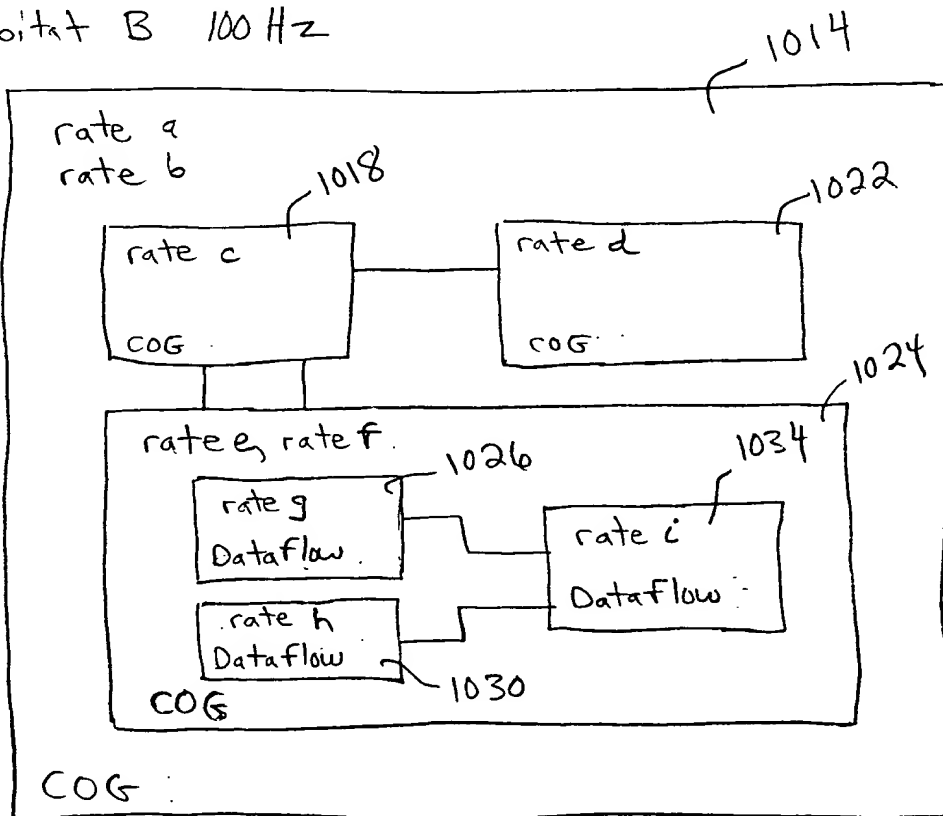 oitat B 100 Hz
1014
rate a
rate b
1018
1022
rate c
COG
rate d
COG
1024
rate e, rate f
1026
1034
rate g
Dataflow
rate i
Dataflow
rate h
Dataflow
1030
COG
COG